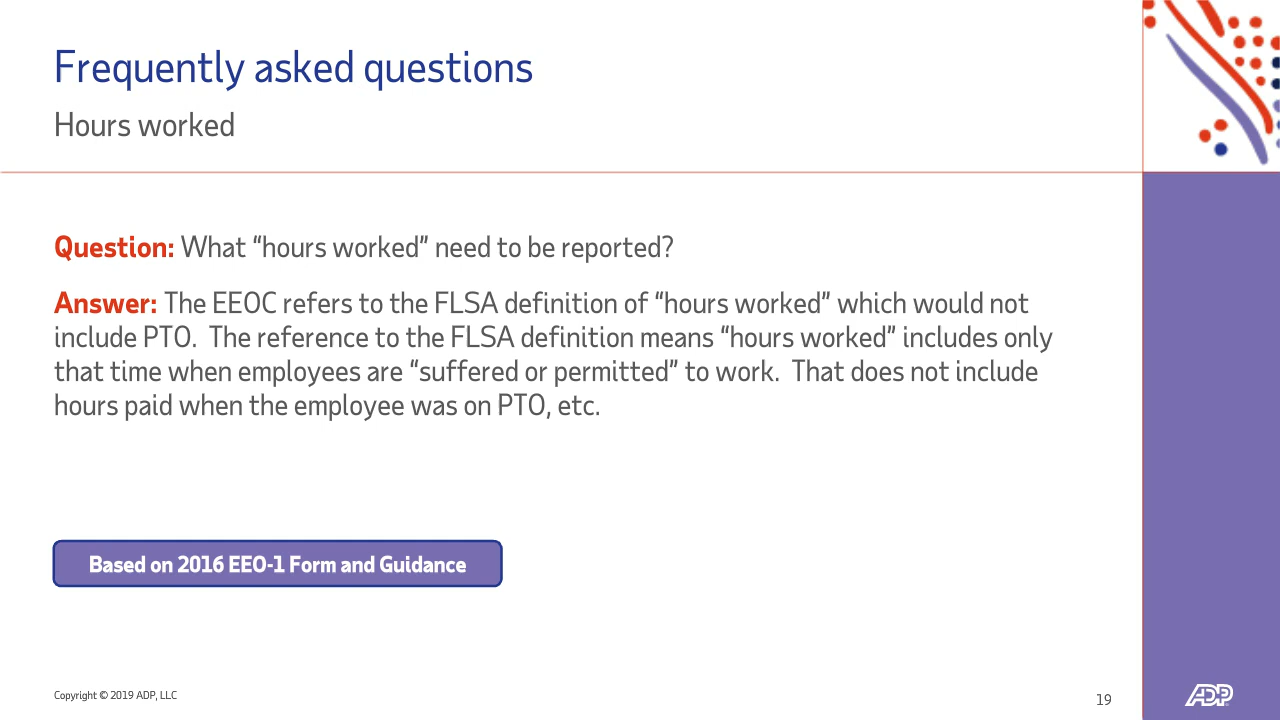 Frequently asked questions
Hours worked
Question: What “hours worked” need to be reported?
Answer: The EEOC refers to the FLSA definition of “hours worked” which would not
include PTO.  The reference to the FLSA definition means “hours worked” includes only
that time when employees are “suffered or permitted” to work.  That does not include
hours paid when the employee was on PTO, etc.
Based on 2016 EEO-1 Form and Guidance
Copyright © 2019 ADP, LLC
19
ADP